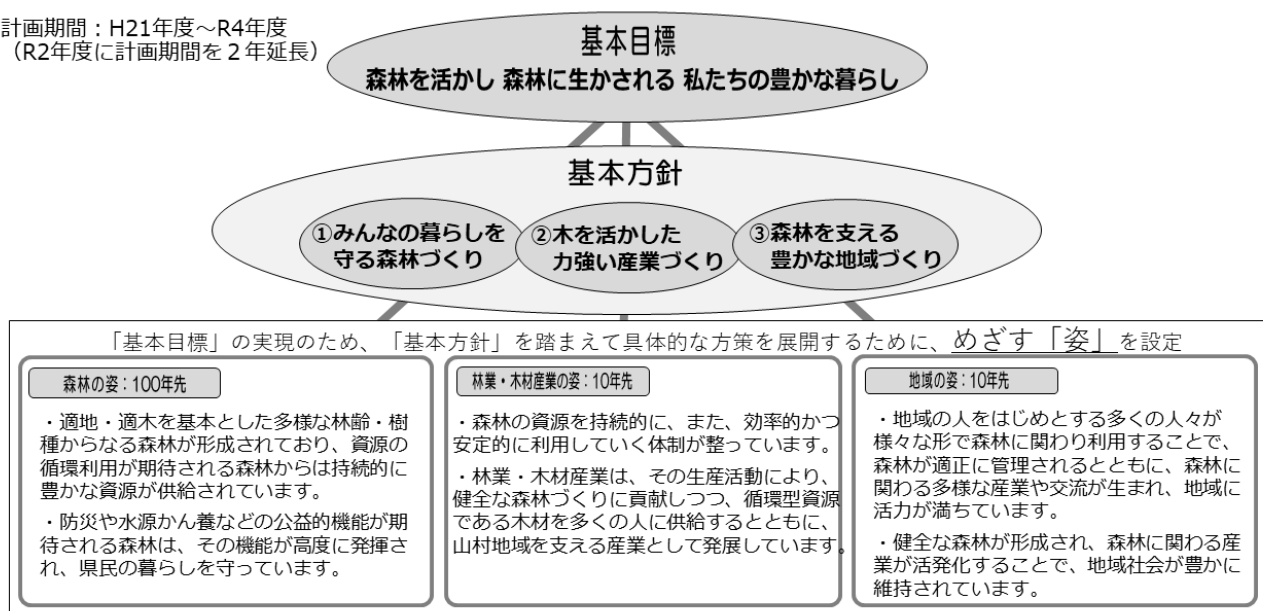 計画期間：H21年度～R4年度
（R2年度に計画期間を２年延長）
基本目標
森林を活かし 森林に生かされる 私たちの豊かな暮らし
基本方針
①みんなの暮らしを
守る森林づくり
②木を活かした
力強い産業づくり
③森林を支える
豊かな地域づくり
「基本目標」の実現のため、「基本方針」を踏まえて具体的な方策を展開するために、めざす「姿」を設定
森林の姿：100年先
・適地・適木を基本とした多様な林齢・樹
種からなる森林が形成されており、資源の
循環利用が期待される森林からは持続的に
豊かな資源が供給されています。
・防災や水源かん養などの公益的機能が期
待される森林は、その機能が高度に発揮さ
れ、県民の暮らしを守っています。
林業・木材産業の姿：10年先
・森林の資源を持続的に、また、効率的かつ
安定的に利用していく体制が整っています。
・林業・木材産業は、その生産活動により、
健全な森林づくりに貢献しつつ、循環型資源
である木材を多くの人に供給するとともに、
山村地域を支える産業として発展しています。
地域の姿：10年先
・地域の人をはじめとする多くの人々が
様々な形で森林に関わり利用することで、
森林が適正に管理されるとともに、森林に
関わる多様な産業や交流が生まれ、地域に
活力が満ちています。
・健全な森林が形成され、森林に関わる産
業が活発化することで、地域社会が豊かに
維持されています。